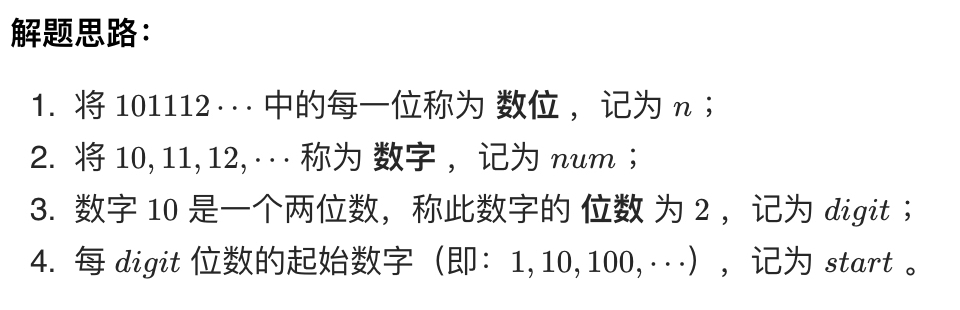 解题思路：
1. 将 101112⋯ 中的每一位称为 数位 ，记为 n ；
2. 将 10, 11, 12, ⋯ 称为 数字 ，记为 num ；
3. 数字 10 是一个两位数，称此数字的 位数 为 2 ，记为 digit ；
4. 每 digit 位数的起始数字（即：1, 10, 100, ⋯），记为 start 。